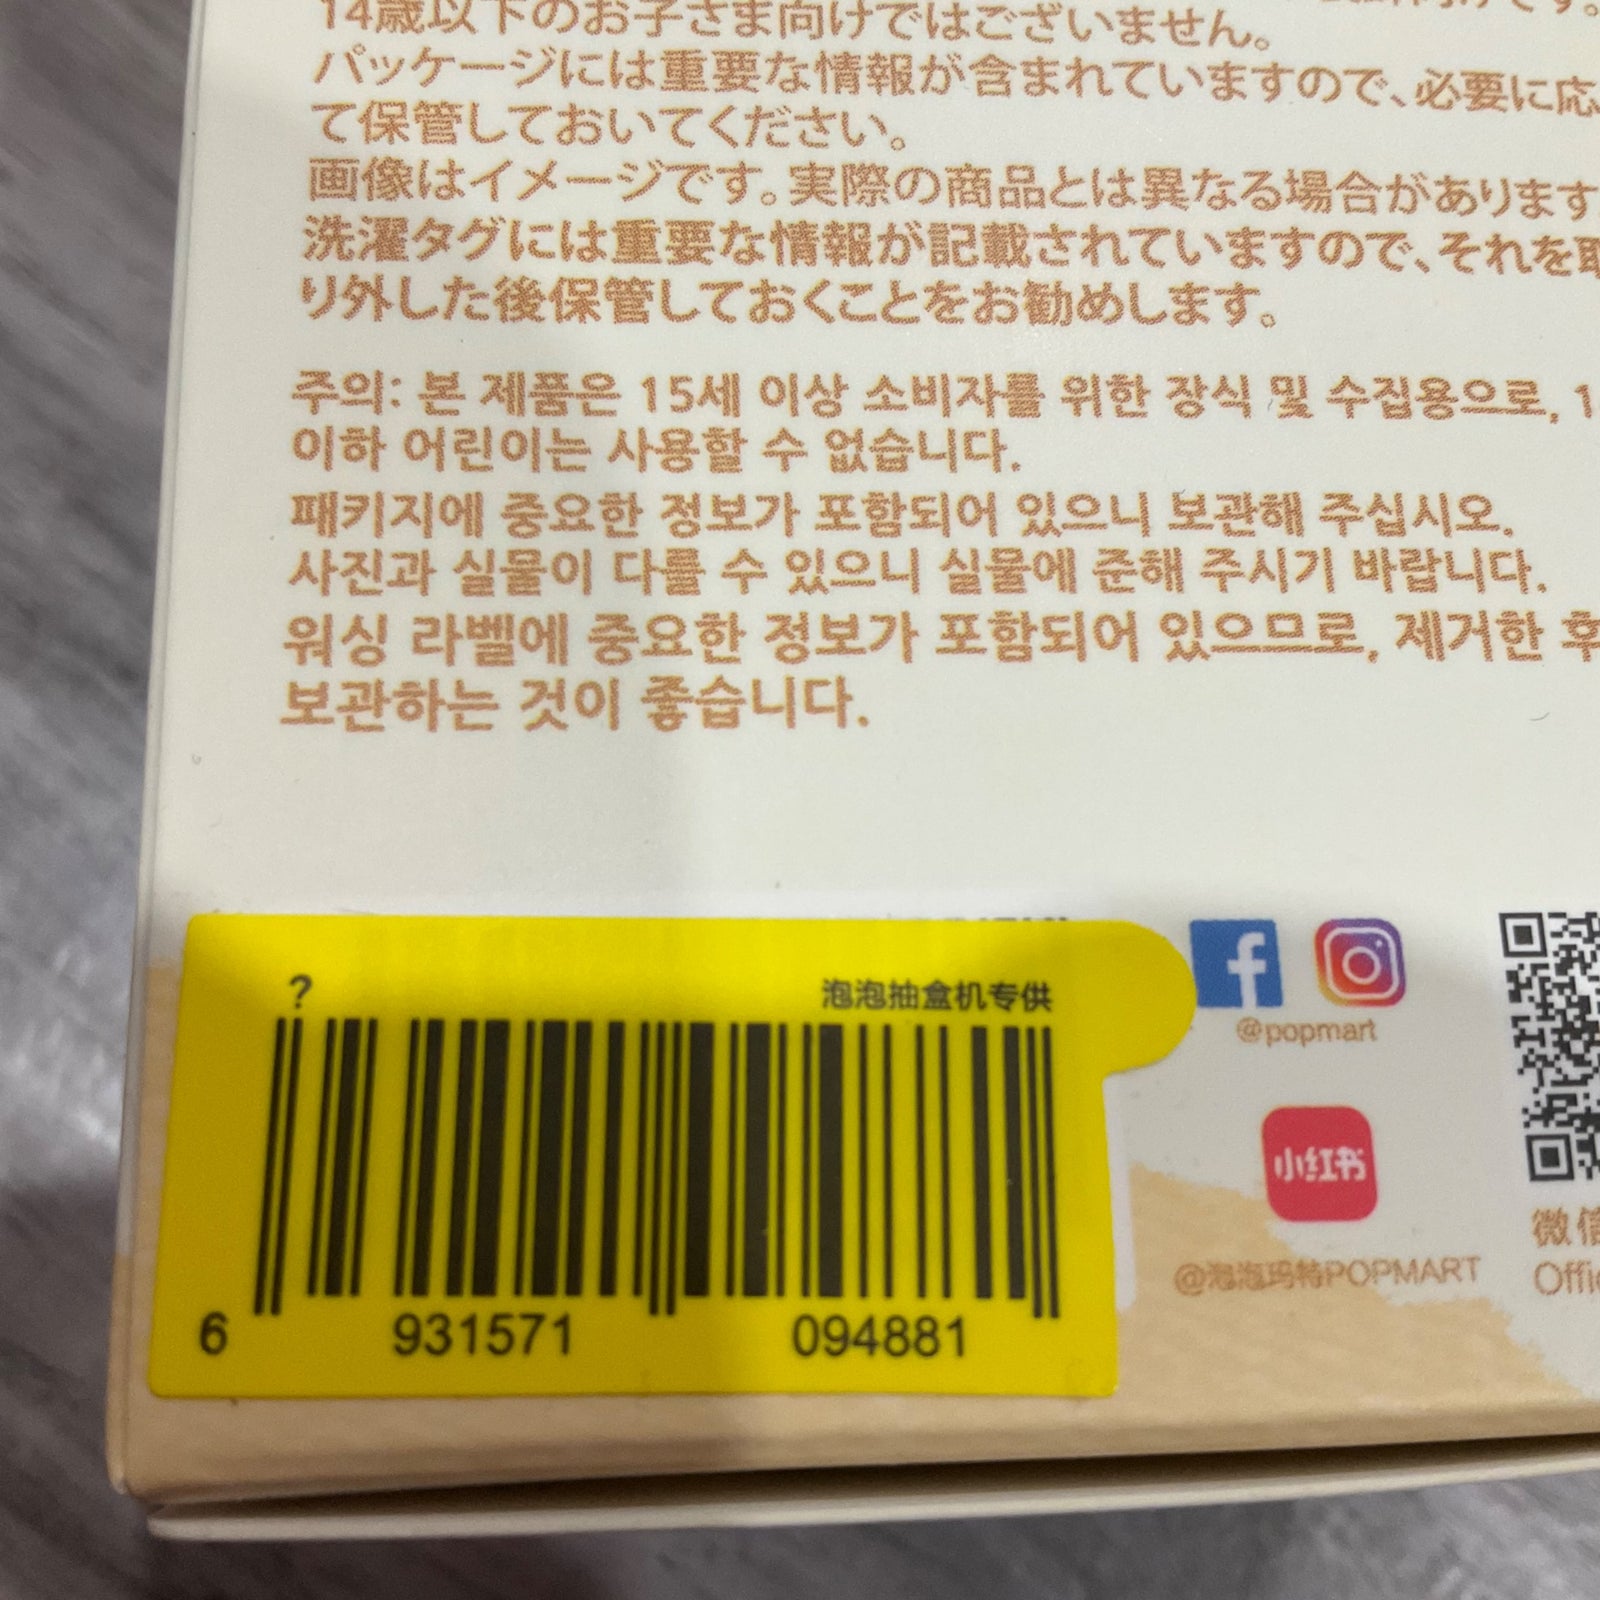 14歳以下のお子さま向けではございません。
パッケージには重要な情報が含まれていますので、必要に応
て保管しておいてください。
画像はイメージです。実際の商品とは異なる場合があります
洗濯タグには重要な情報が記載されていますので、それを取
り外した後保管しておくことをお勧めします。
주의: 본 제품은 15세 이상 소비자를 위한 장식 및 수집용으로, 1
이하 어린이는 사용할 수 없습니다.
패키지에 중요한 정보가 포함되어 있으니 보관해 주십시오.
사진과 실물이 다를 수 있으니 실물에 준해 주시기 바랍니다.
워싱 라벨에 중요한 정보가 포함되어 있으므로, 제거한 후
보관하는 것이 좋습니다.
?
泡泡抽盒机专供
6 931571 094881
@popmart
小红书
@泡泡玛特POPMART
微信
Offic